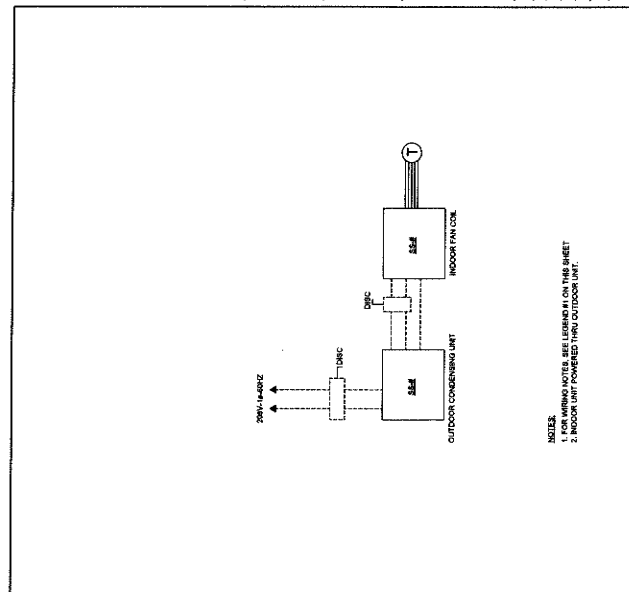 208V-1ø-60HZ
DISC
SS-#
OUTDOOR CONDENSING UNIT
DISC
SS-#
INDOOR FAN COIL
T
NOTES:
1. FOR WIRING NOTES, SEE LEGEND #1 ON THIS SHEET
2. INDOOR UNIT POWERED THRU OUTDOOR UNIT.